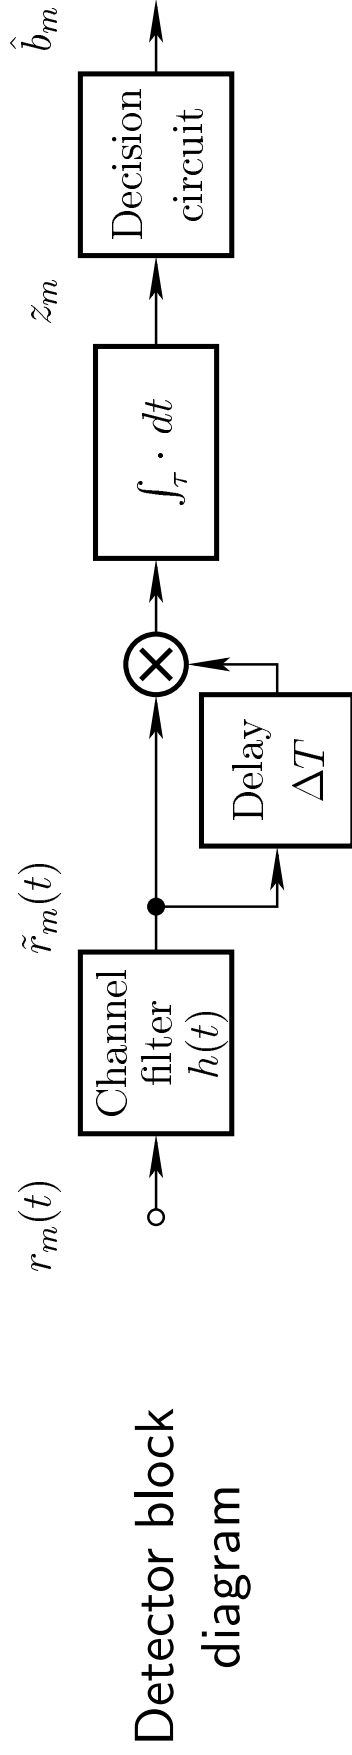 Detector block
diagram
r_m(t)
Channel
filter
h(t)
r̃_m(t)
Delay
ΔT
∫_τ · dt
z_m
Decision
circuit
b̂_m